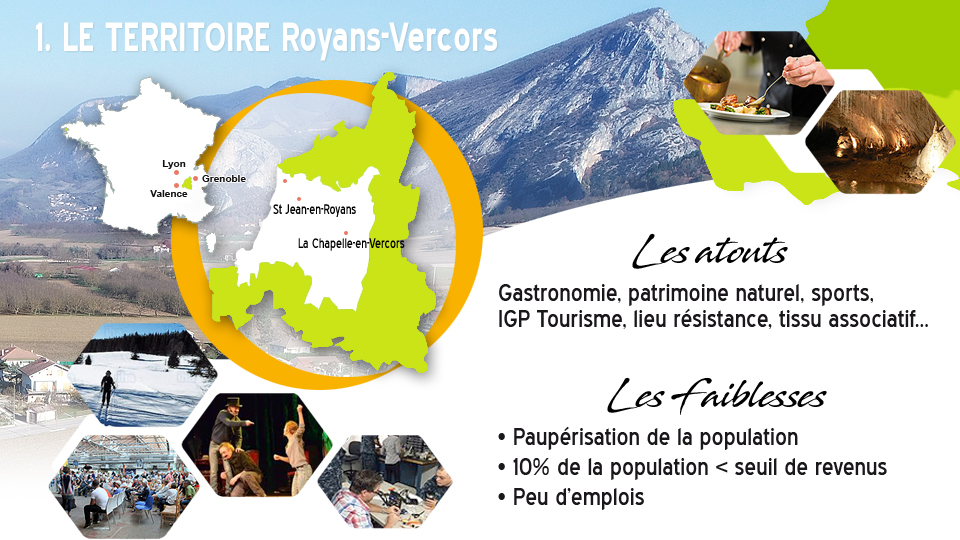 1. LE TERRITOIRE Royans-Vercors
Lyon
Grenoble
Valence
St Jean-en-Royans
La Chapelle-en-Vercors
Les atouts
Gastronomie, patrimoine naturel, sports,
IGP Tourisme, lieu résistance, tissu associatif...
Les faiblesses
• Paupérisation de la population
• 10% de la population < seuil de revenus
• Peu d'emplois